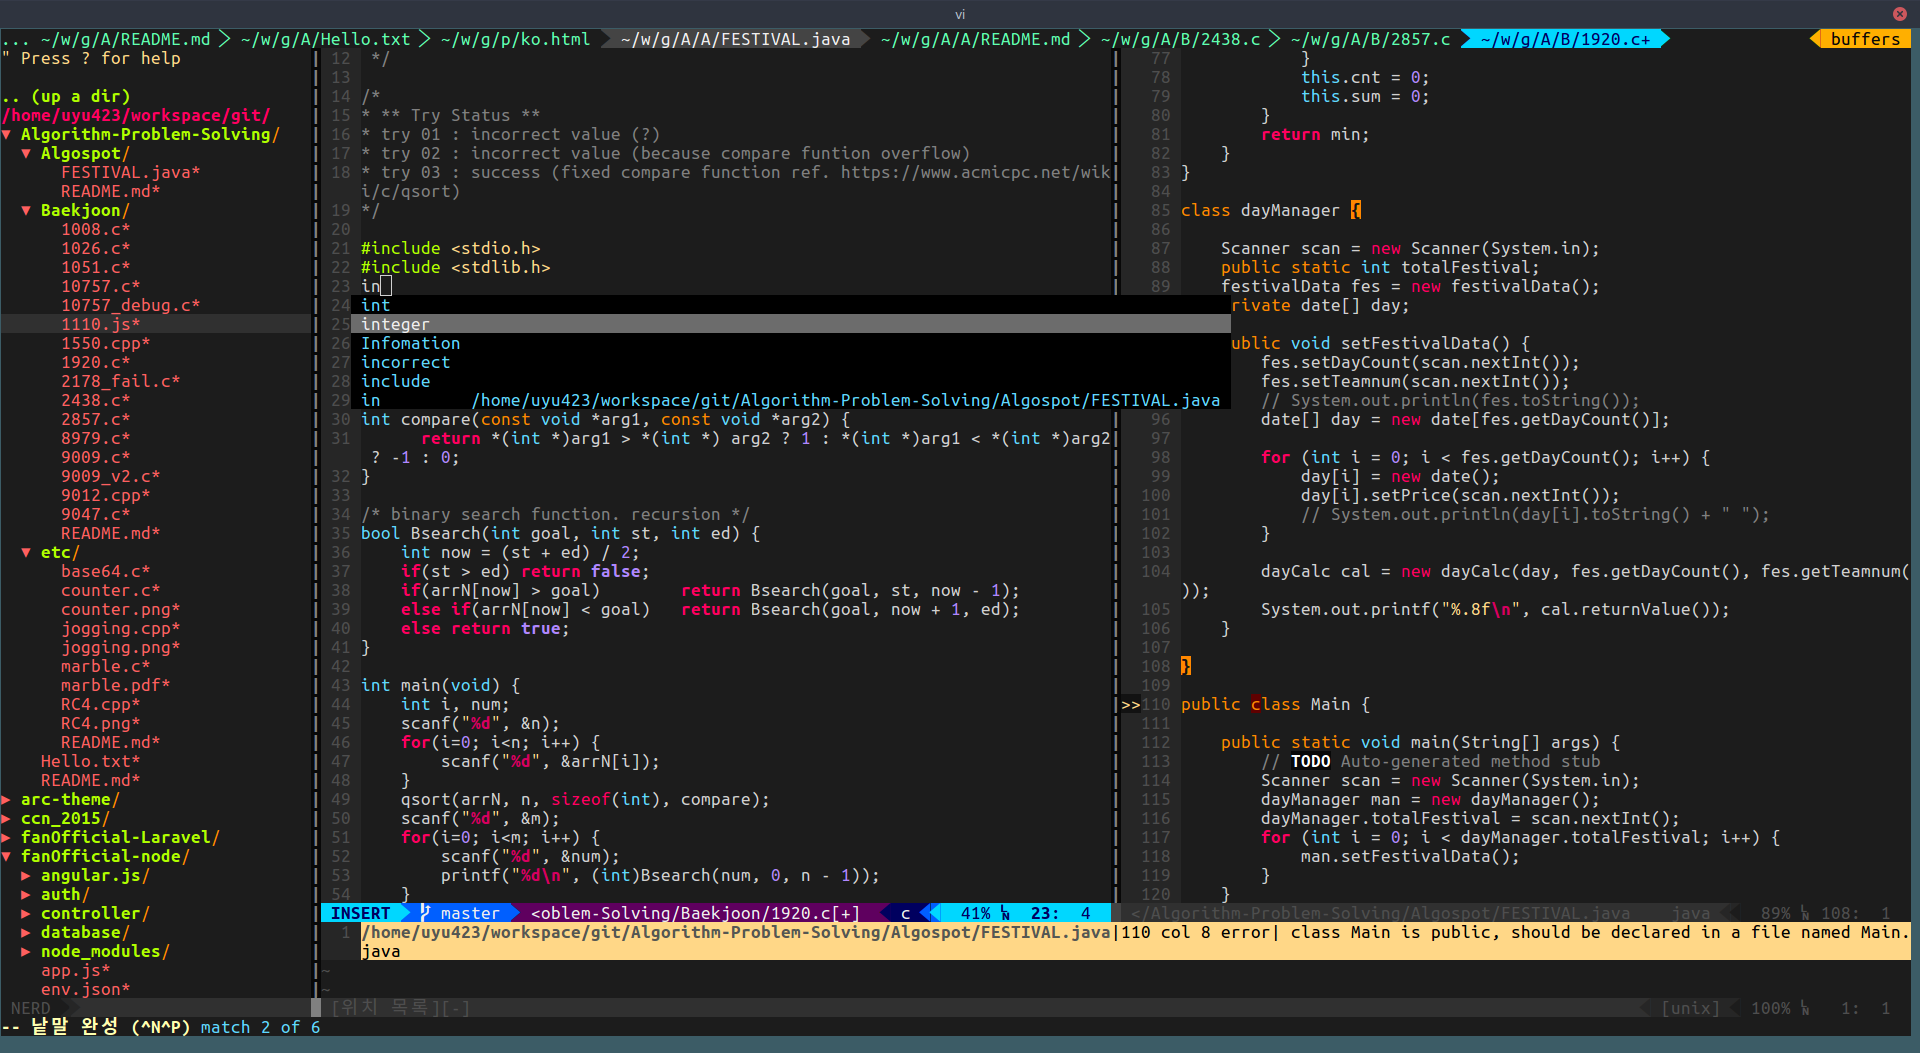 vi
... ~/w/g/A/README.md > ~/w/g/A/Hello.txt > ~/w/g/p/ko.html ~/w/g/A/A/FESTIVAL.java ~/w/g/A/A/README.md > ~/w/g/A/B/2438.c > ~/w/g/A/B/2857.c ~/w/g/A/B/1920.c+ buffers
" Press ? for help
.. (up a dir)
/home/uyu423/workspace/git/
▼ Algorithm-Problem-Solving/
▼ Algospot/
FESTIVAL.java*
README.md*
▼ Baekjoon/
1008.c*
1026.c*
1051.c*
10757.c*
10757_debug.c*
1110.js*
1550.cpp*
1920.c*
2178_fail.c*
2438.c*
2857.c*
8979.c*
9009.c*
9009_v2.c*
9012.cpp*
9047.c*
README.md*
▼ etc/
base64.c*
counter.c*
counter.png*
jogging.cpp*
jogging.png*
marble.c*
marble.pdf*
RC4.cpp*
RC4.png*
README.md*
Hello.txt*
README.md*
▶ arc-theme/
▶ ccn_2015/
▶ fanOfficial-Laravel/
▼ fanOfficial-node/
▶ angular.js/
▶ auth/
▶ controller/
▶ database/
▶ node_modules/
app.js*
env.json*
NERD
12 */
13
14 /*
15 * ** Try Status **
16 * try 01 : incorrect value (?)
17 * try 02 : incorrect value (because compare funtion overflow)
18 * try 03 : success (fixed compare function ref. https://www.acmicpc.net/wik
i/c/qsort)
19 */
20
21 #include <stdio.h>
22 #include <stdlib.h>
23 in
24 int
25 integer
26 Infomation
27 incorrect
28 include
29 in /home/uyu423/workspace/git/Algorithm-Problem-Solving/Algospot/FESTIVAL.java
30 int compare(const void *arg1, const void *arg2) {
31 return *(int *)arg1 > *(int *) arg2 ? 1 : *(int *)arg1 < *(int *)arg2
? -1 : 0;
32 }
33
34 /* binary search function. recursion */
35 bool Bsearch(int goal, int st, int ed) {
36 int now = (st + ed) / 2;
37 if(st > ed) return false;
38 if(arrN[now] > goal) return Bsearch(goal, st, now - 1);
39 else if(arrN[now] < goal) return Bsearch(goal, now + 1, ed);
40 else return true;
41 }
42
43 int main(void) {
44 int i, num;
45 scanf("%d", &n);
46 for(i=0; i<n; i++) {
47 scanf("%d", &arrN[i]);
48 }
49 qsort(arrN, n, sizeof(int), compare);
50 scanf("%d", &m);
51 for(i=0; i<m; i++) {
52 scanf("%d", &num);
53 printf("%d\n", (int)Bsearch(num, 0, n - 1));
54 }
INSERT master <oblem-Solving/Baekjoon/1920.c[+] c 41% 23: 4
77 }
78 this.cnt = 0;
79 this.sum = 0;
80 }
81 return min;
82 }
83 }
84
85 class dayManager {
86
87 Scanner scan = new Scanner(System.in);
88 public static int totalFestival;
89 festivalData fes = new festivalData();
rivate date[] day;
ublic void setFestivalData() {
fes.setDayCount(scan.nextInt());
fes.setTeamnum(scan.nextInt());
// System.out.println(fes.toString());
96 date[] day = new date[fes.getDayCount()];
97
98 for (int i = 0; i < fes.getDayCount(); i++) {
99 day[i] = new date();
100 day[i].setPrice(scan.nextInt());
101 // System.out.println(day[i].toString() + " ");
102 }
103
104 dayCalc cal = new dayCalc(day, fes.getDayCount(), fes.getTeamnum(
));
105 System.out.printf("%.8f\n", cal.returnValue());
106 }
107
108 }
109
>>110 public class Main {
111
112 public static void main(String[] args) {
113 // TODO Auto-generated method stub
114 Scanner scan = new Scanner(System.in);
115 dayManager man = new dayManager();
116 dayManager.totalFestival = scan.nextInt();
117 for (int i = 0; i < dayManager.totalFestival; i++) {
118 man.setFestivalData();
119 }
120 }
</Algorithm-Problem-Solving/Algospot/FESTIVAL.java java 89% 108: 1
1 /home/uyu423/workspace/git/Algorithm-Problem-Solving/Algospot/FESTIVAL.java|110 col 8 error| class Main is public, should be declared in a file named Main.
java
~
~
[위치 목록][-] [unix] 100% 1: 1
-- 낱말 완성 (^N^P) match 2 of 6